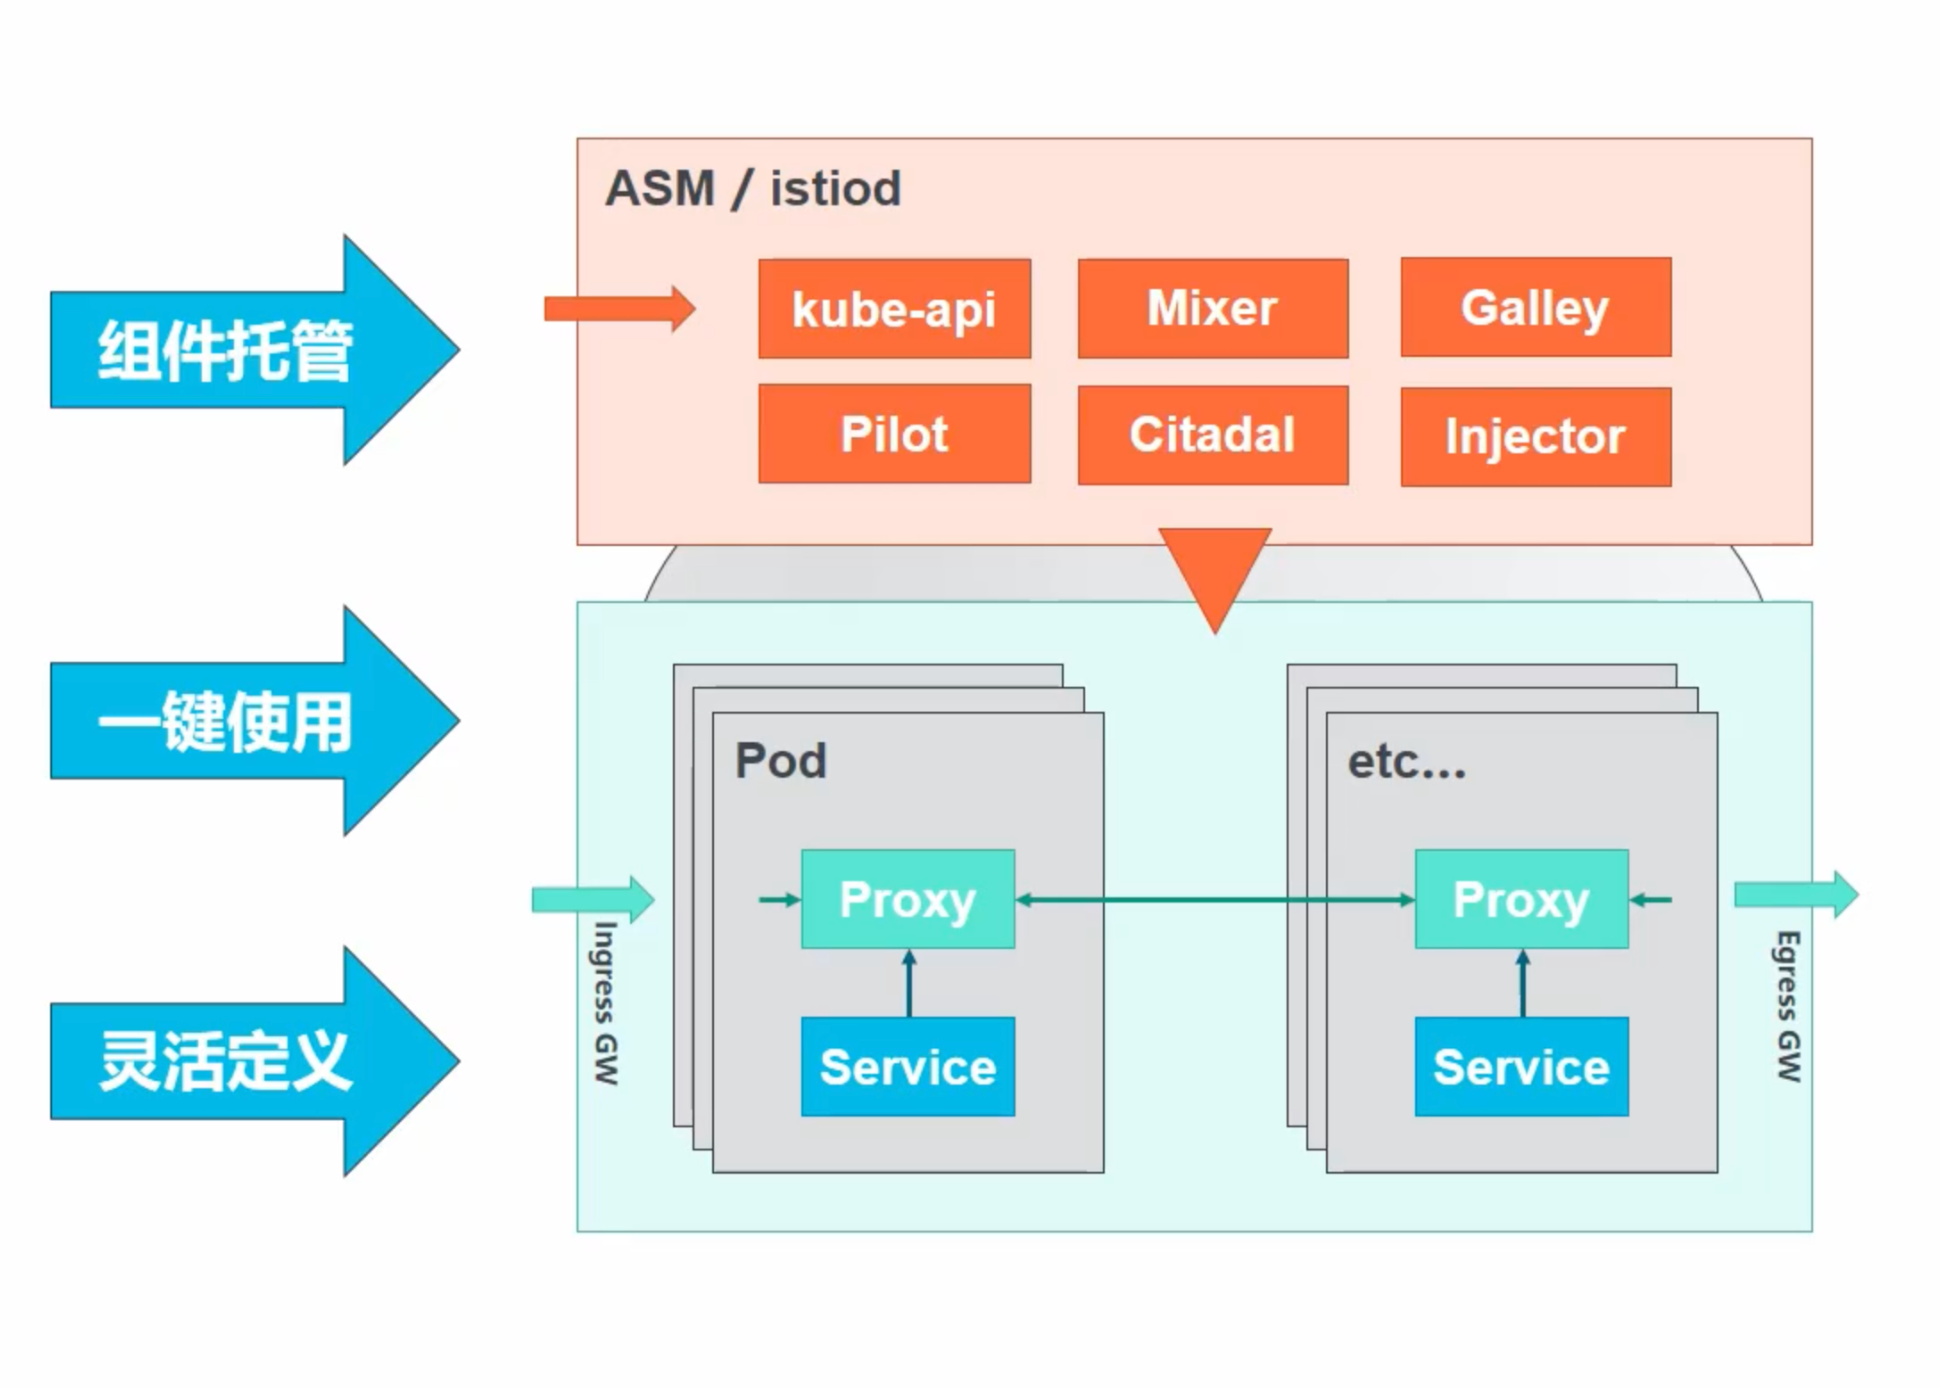 组件托管
一键使用
灵活定义
ASM / istiod
kube-api
Mixer
Galley
Pilot
Citadal
Injector
Pod
etc...
Proxy
Proxy
Service
Service
Ingress GW
Egress GW